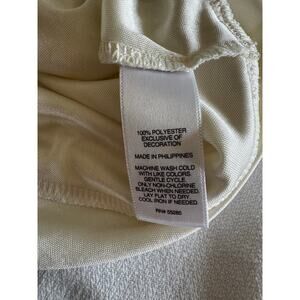 100% POLYESTER
EXCLUSIVE OF
DECORATION
MADE IN PHILIPPINES
MACHINE WASH COLD
WITH LIKE COLORS.
GENTLE CYCLE.
ONLY NON-CHLORINE
BLEACH WHEN NEEDED.
LAY FLAT TO DRY.
COOL IRON IF NEEDED
RN# 55285